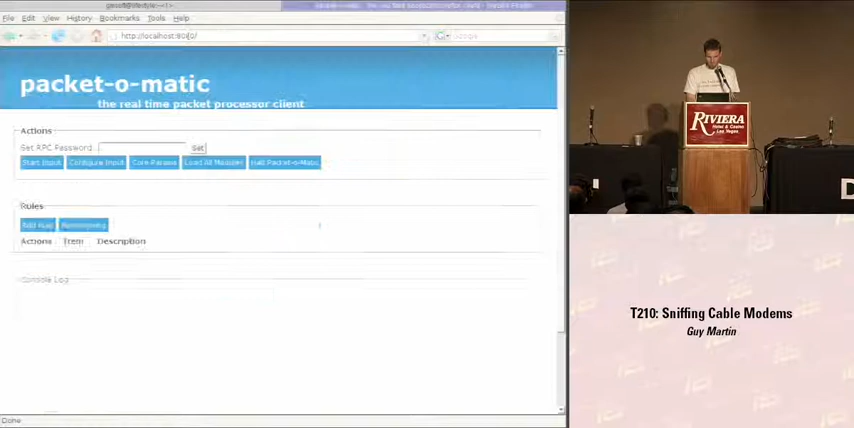 File Edit View History Bookmarks Tools Help
http://localhost:8080/
packet-o-matic
the real time packet processor client
Actions
Set RPC Password Set
Start Input Configure Input Core Params Load All Modules Halt Packet-o-Matic
Rules
Add Rule
Actions Description
Console Log
Done
RIVIERA
Hotel & Casino
Las Vegas
D
T210: Sniffing Cable Modems
Guy Martin